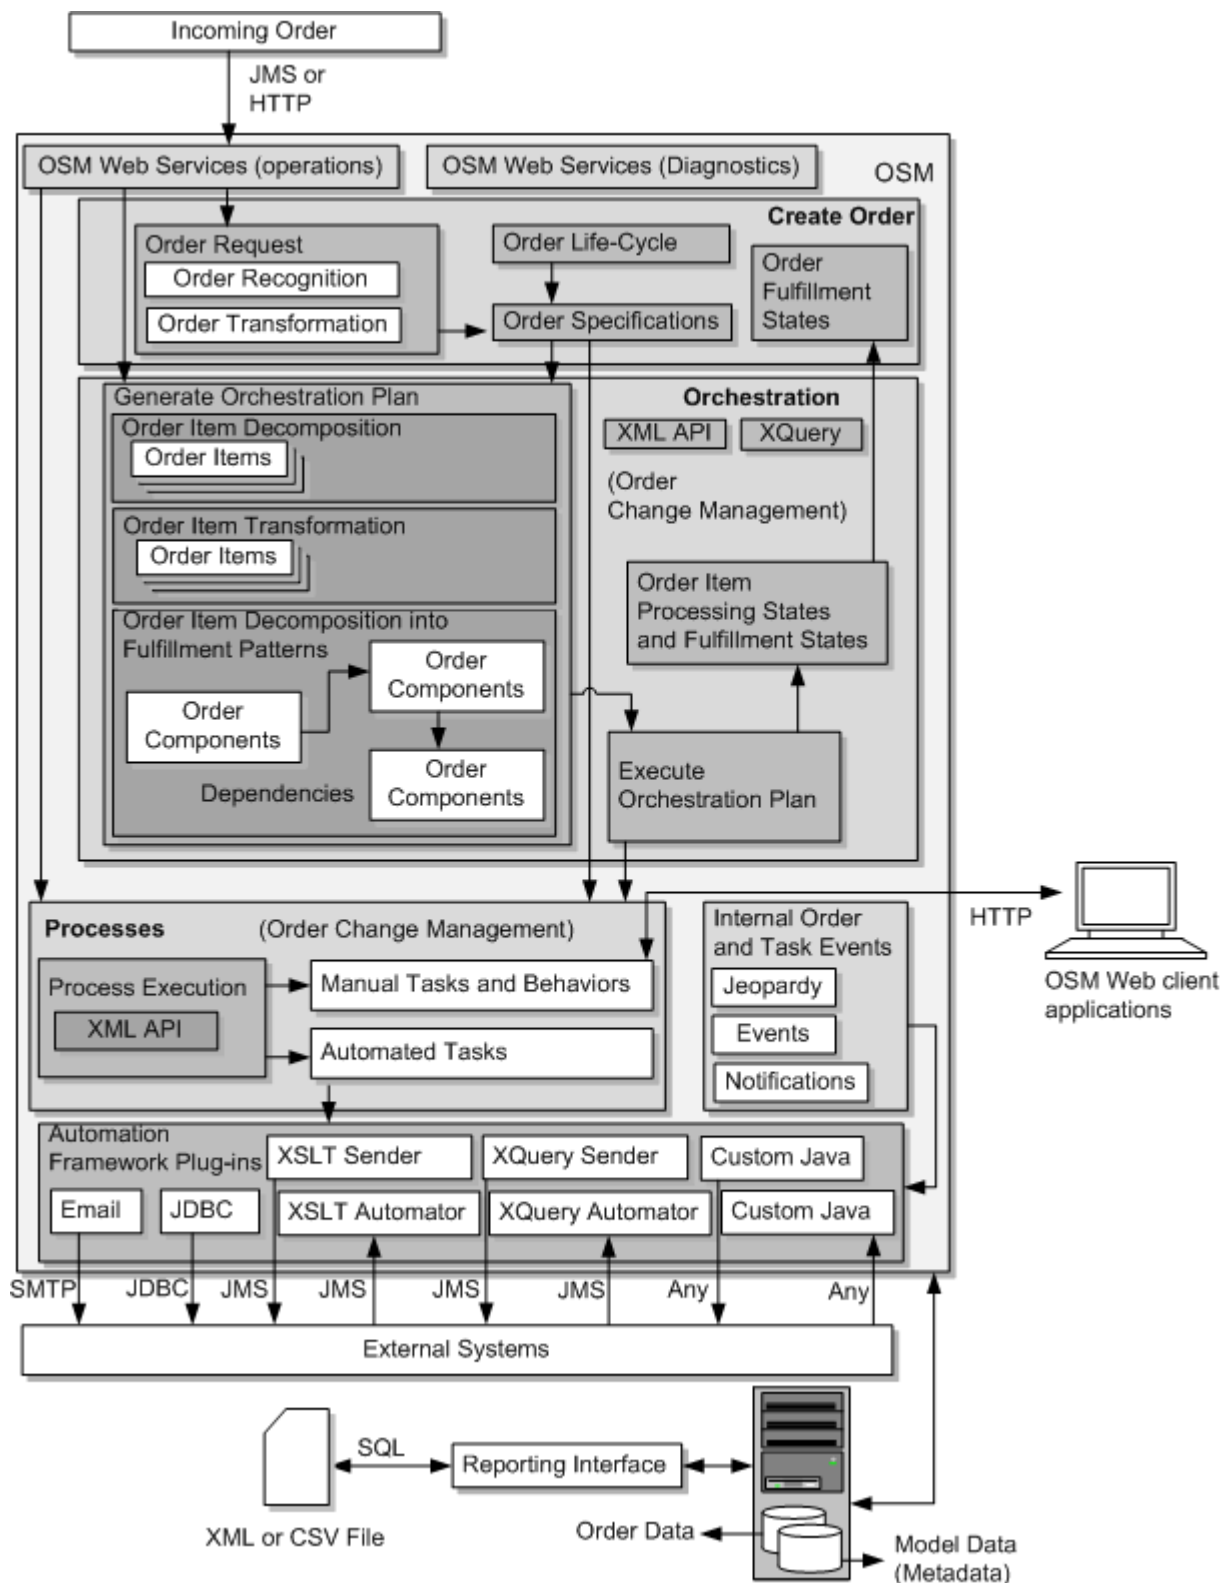 Incoming Order
JMS or
HTTP
OSM Web Services (operations)
OSM Web Services (Diagnostics)
OSM
Create Order
Order Request
Order Recognition
Order Transformation
Order Life-Cycle
Order Specifications
Order
Fulfillment
States
Generate Orchestration Plan
Order Item Decomposition
Order Items
Order Item Transformation
Order Items
Order Item Decomposition into
Fulfillment Patterns
Order
Components
Order
Components
Order
Components
Dependencies
Orchestration
XML API
XQuery
(Order
Change Management)
Order Item
Processing States
and Fulfillment States
Execute
Orchestration Plan
Processes
(Order Change Management)
Process Execution
XML API
Manual Tasks and Behaviors
Automated Tasks
Internal Order
and Task Events
Jeopardy
Events
Notifications
HTTP
OSM Web client
applications
Automation
Framework Plug-ins
Email
JDBC
XSLT Sender
XSLT Automator
XQuery Sender
XQuery Automator
Custom Java
Custom Java
SMTP
JDBC
JMS
JMS
JMS
JMS
Any
Any
External Systems
SQL
Reporting Interface
XML or CSV File
Order Data
Model Data
(Metadata)